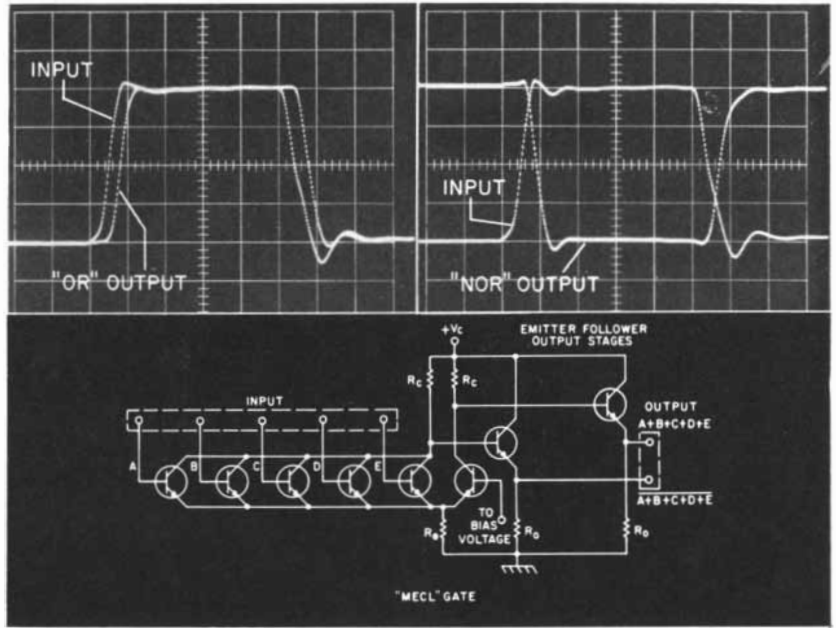 INPUT
"OR" OUTPUT
INPUT
"NOR" OUTPUT
+Vc
EMITTER FOLLOWER
OUTPUT STAGES
Rc
Rc
INPUT
OUTPUT
A+B+C+D+E
A
B
C
D
E
A+B+C+D+E
TO
BIAS
VOLTAGE
Re
Ro
Ro
"MECL" GATE